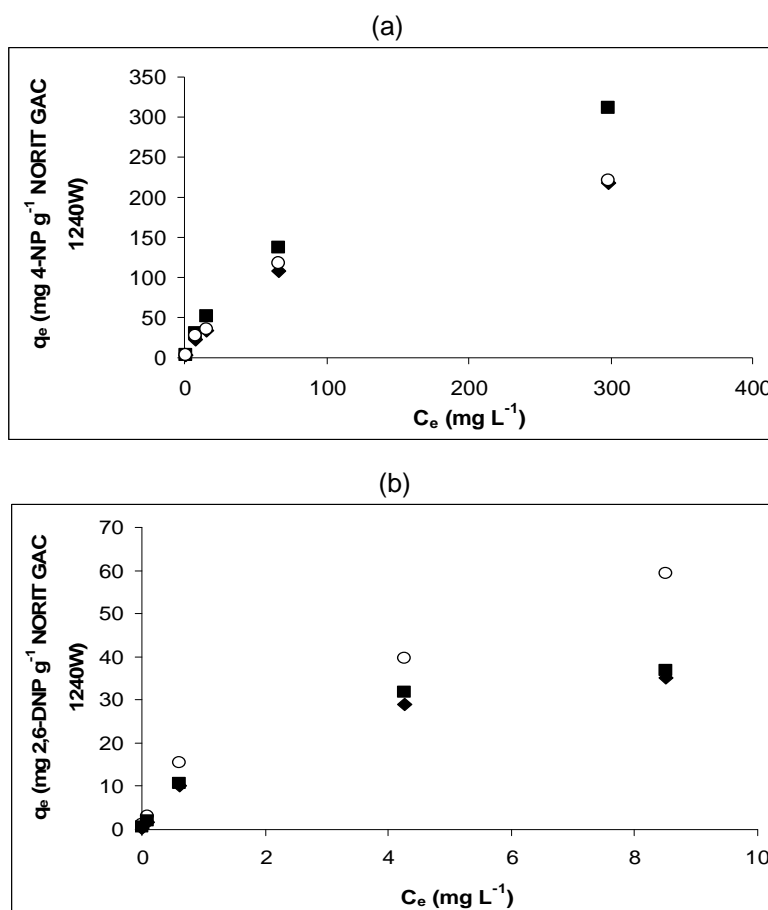 (a)
350
300
250
200
150
100
50
0
0 100 200 300 400
qₑ (mg 4-NP g⁻¹ NORIT GAC
1240W)
Cₑ (mg L⁻¹)
(b)
70
60
50
40
30
20
10
0
0 2 4 6 8 10
qₑ (mg 2,6-DNP g⁻¹ NORIT GAC
1240W)
Cₑ (mg L⁻¹)